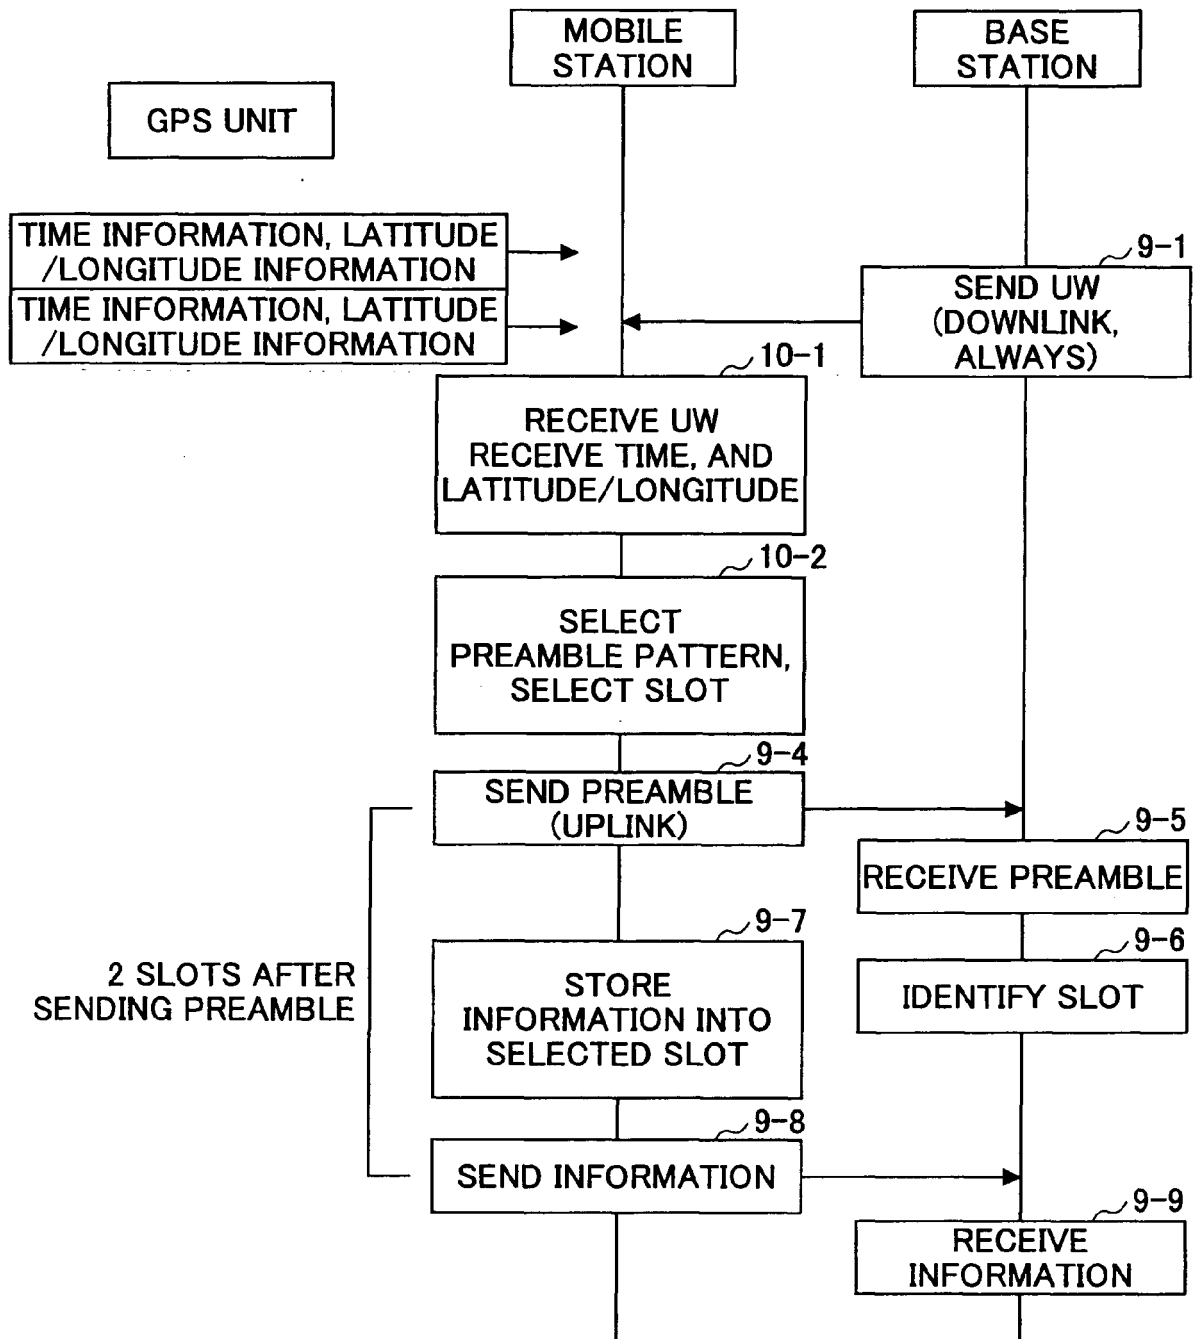 MOBILE
STATION
BASE
STATION
GPS UNIT
TIME INFORMATION, LATITUDE
/LONGITUDE INFORMATION
TIME INFORMATION, LATITUDE
/LONGITUDE INFORMATION
9-1
SEND UW
(DOWNLINK,
ALWAYS)
10-1
RECEIVE UW
RECEIVE TIME, AND
LATITUDE/LONGITUDE
10-2
SELECT
PREAMBLE PATTERN,
SELECT SLOT
9-4
SEND PREAMBLE
(UPLINK)
9-5
RECEIVE PREAMBLE
9-6
IDENTIFY SLOT
9-7
STORE
INFORMATION INTO
SELECTED SLOT
2 SLOTS AFTER
SENDING PREAMBLE
9-8
SEND INFORMATION
9-9
RECEIVE
INFORMATION